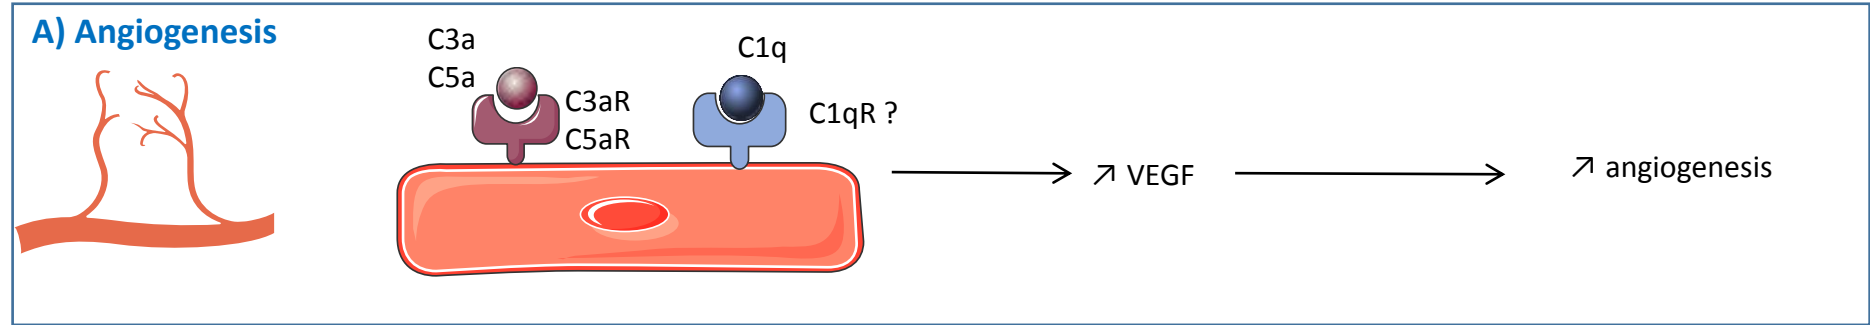 A) Angiogenesis
C3a
C5a
C3aR
C5aR
C1q
C1qR ?
↗ VEGF
↗ angiogenesis